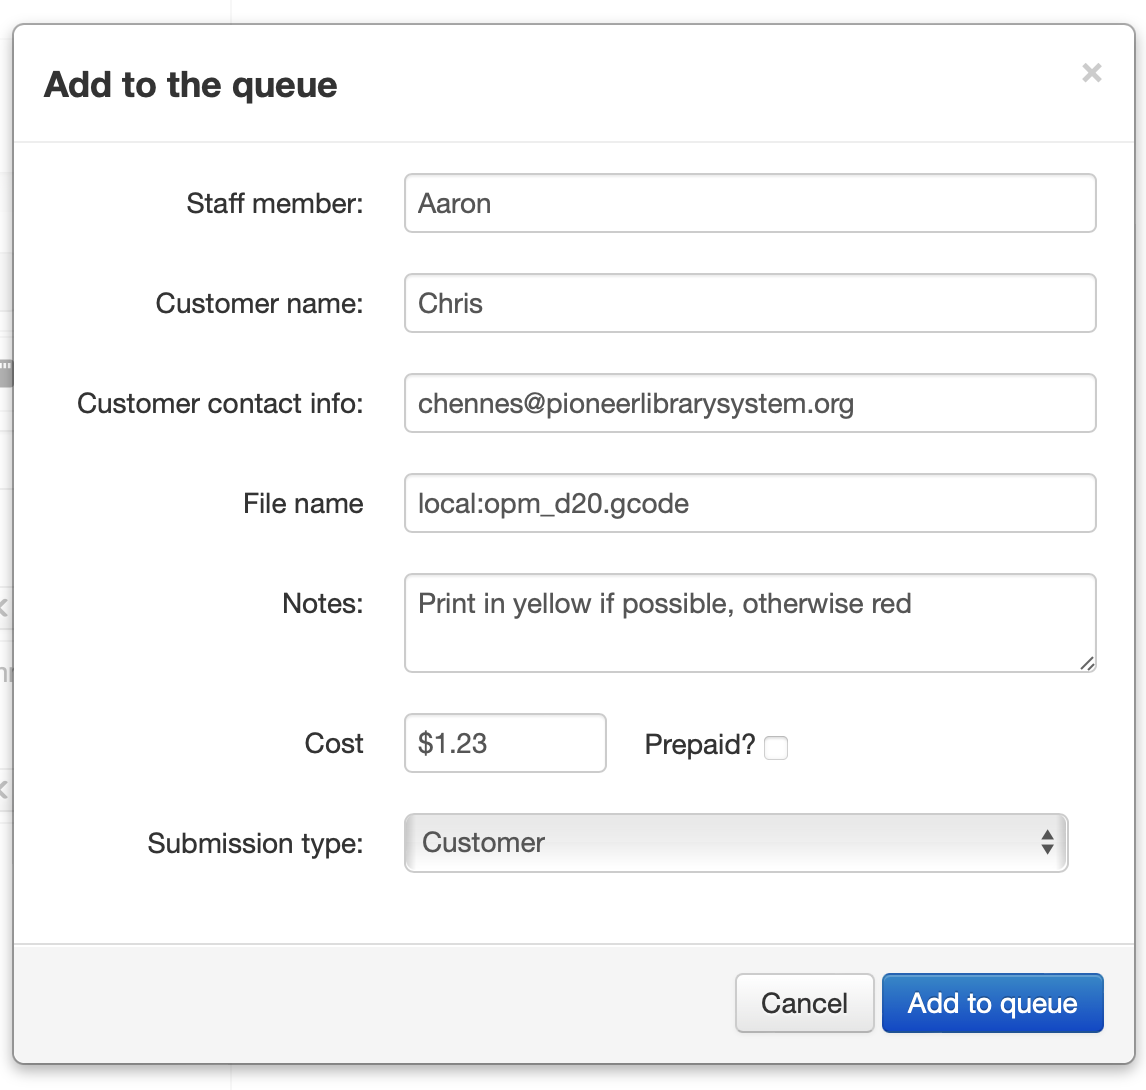 Add to the queue
×
Staff member: Aaron
Customer name: Chris
Customer contact info: chennes@pioneerlibrarysystem.org
File name local:opm_d20.gcode
Notes: Print in yellow if possible, otherwise red
Cost $1.23 Prepaid?
Submission type: Customer
Cancel Add to queue